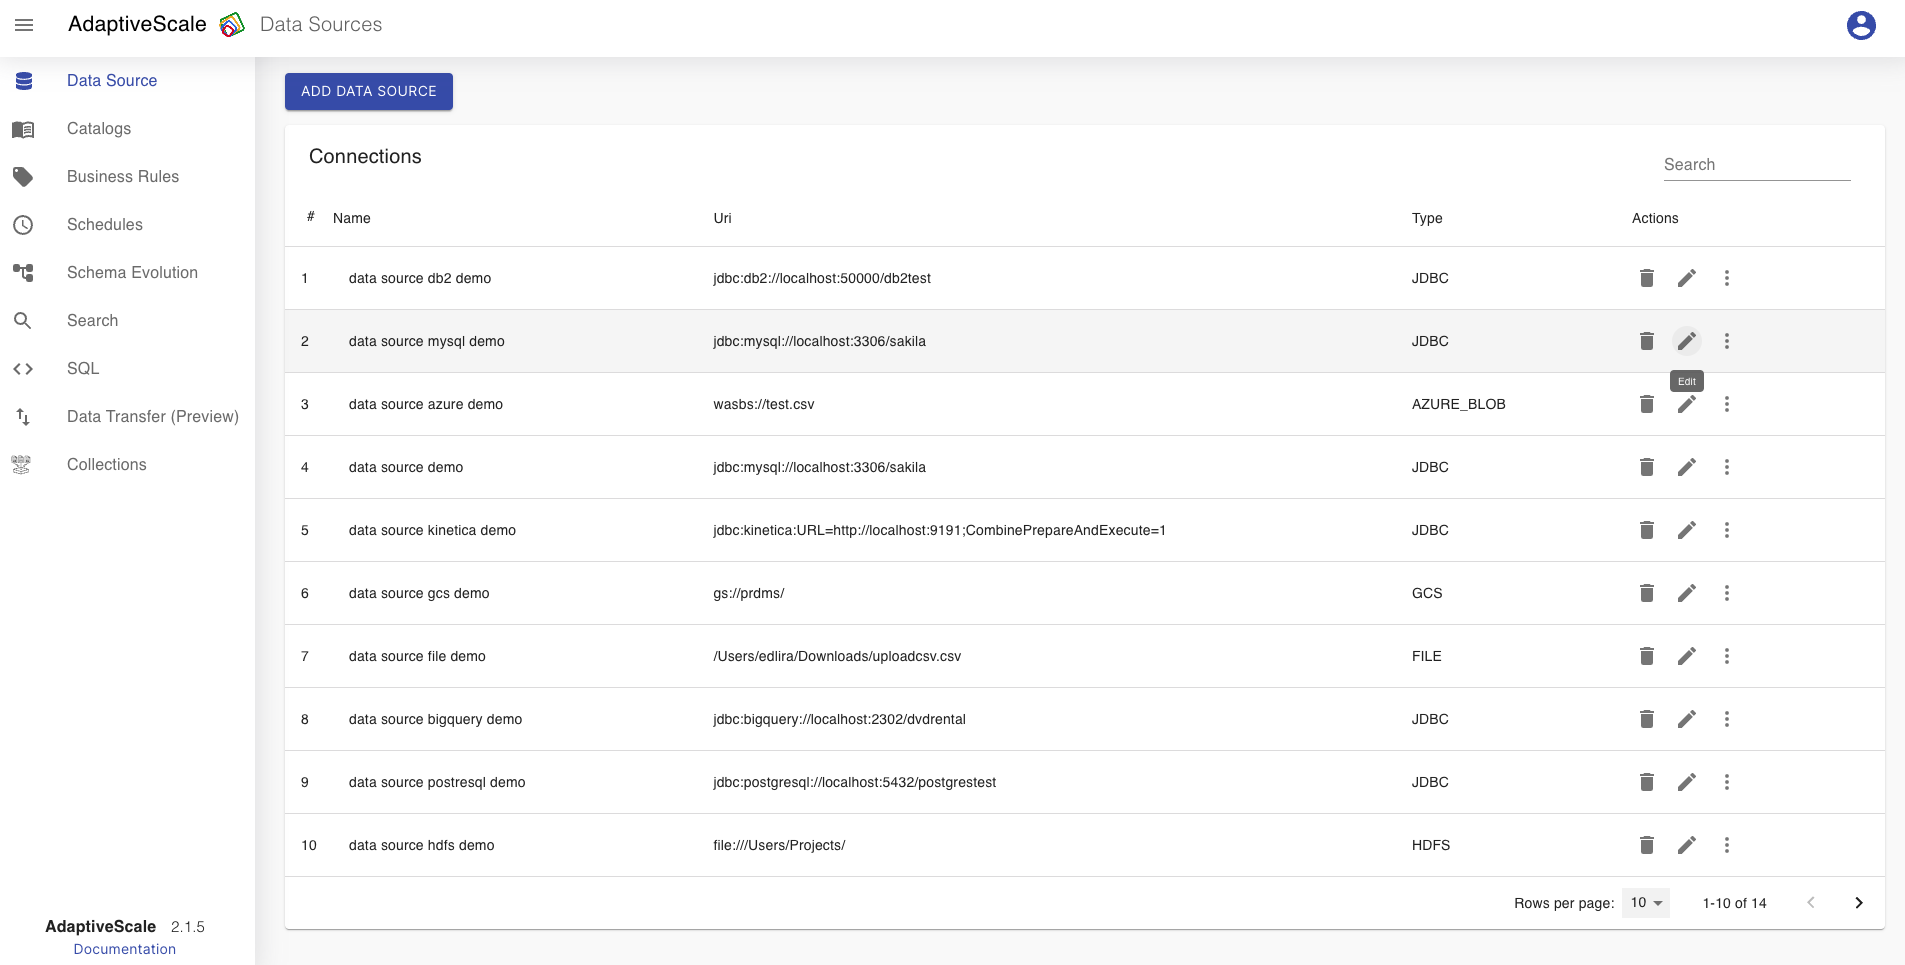 AdaptiveScale Data Sources
Data Source
Catalogs
Business Rules
Schedules
Schema Evolution
Search
SQL
Data Transfer (Preview)
Collections
AdaptiveScale 2.1.5
Documentation
ADD DATA SOURCE
Connections
Search
# Name Uri Type Actions
1 data source db2 demo jdbc:db2://localhost:50000/db2test JDBC
2 data source mysql demo jdbc:mysql://localhost:3306/sakila JDBC
Edit
3 data source azure demo wasbs://test.csv AZURE_BLOB
4 data source demo jdbc:mysql://localhost:3306/sakila JDBC
5 data source kinetica demo jdbc:kinetica:URL=http://localhost:9191;CombinePrepareAndExecute=1 JDBC
6 data source gcs demo gs://prdms/ GCS
7 data source file demo /Users/edlira/Downloads/uploadcsv.csv FILE
8 data source bigquery demo jdbc:bigquery://localhost:2302/dvdrental JDBC
9 data source postresql demo jdbc:postgresql://localhost:5432/postgrestest JDBC
10 data source hdfs demo file:///Users/Projects/ HDFS
Rows per page: 10 1-10 of 14